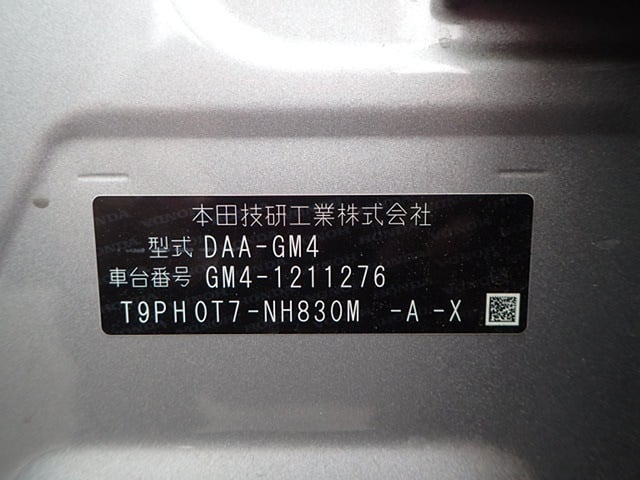 本田技研工業株式会社
型式 DAA-GM4
車台番号 GM4-1211276
T9PH0T7-NH830M -A -X